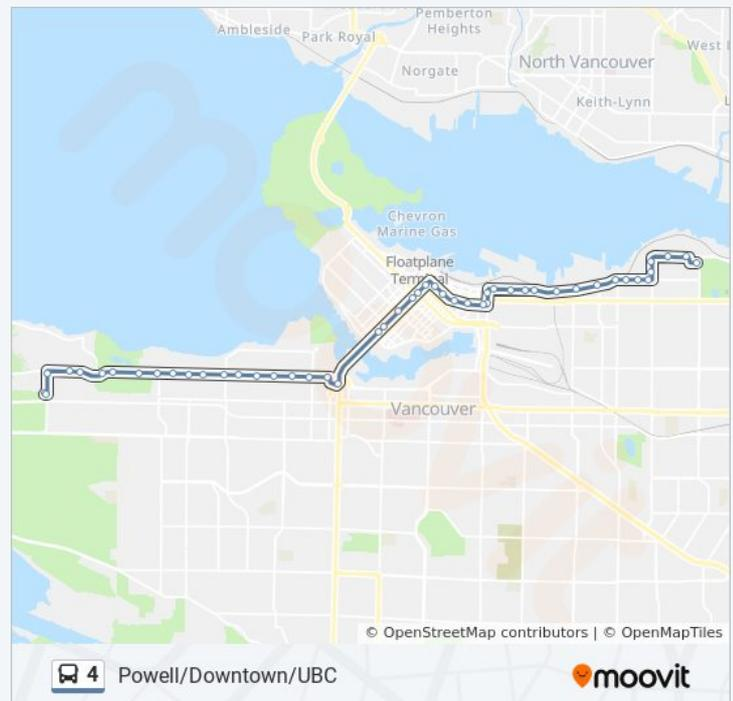 Pemberton
Heights
Ambleside
Park Royal
West
North Vancouver
Norgate
Keith-Lynn
L
Chevron
Marine Gas
Floatplane
Terminal
Vancouver
© OpenStreetMap contributors | © OpenMapTiles
4 Powell/Downtown/UBC
moovit